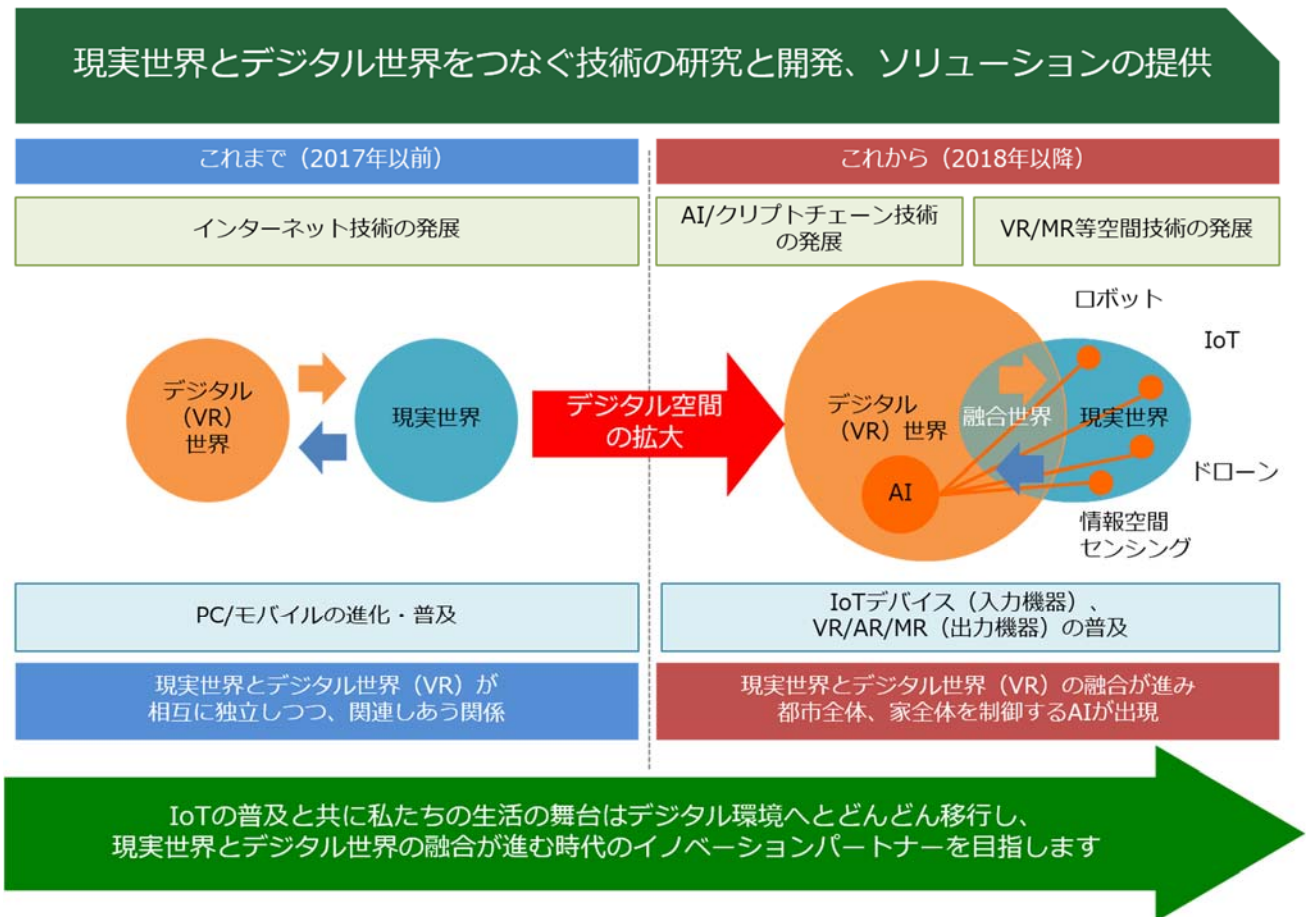 現実世界とデジタル世界をつなぐ技術の研究と開発、ソリューションの提供
これまで（2017年以前）
これから（2018年以降）
インターネット技術の発展
AI/クリプトチェーン技術
の発展
VR/MR等空間技術の発展
デジタル
（VR）
世界
現実世界
デジタル空間
の拡大
デジタル
（VR）世界
融合世界
現実世界
AI
ロボット
IoT
ドローン
情報空間
センシング
PC/モバイルの進化・普及
IoTデバイス（入力機器）、
VR/AR/MR（出力機器）の普及
現実世界とデジタル世界（VR）が
相互に独立しつつ、関連しあう関係
現実世界とデジタル世界（VR）の融合が進み
都市全体、家全体を制御するAIが出現
IoTの普及と共に私たちの生活の舞台はデジタル環境へとどんどん移行し、
現実世界とデジタル世界の融合が進む時代のイノベーションパートナーを目指します